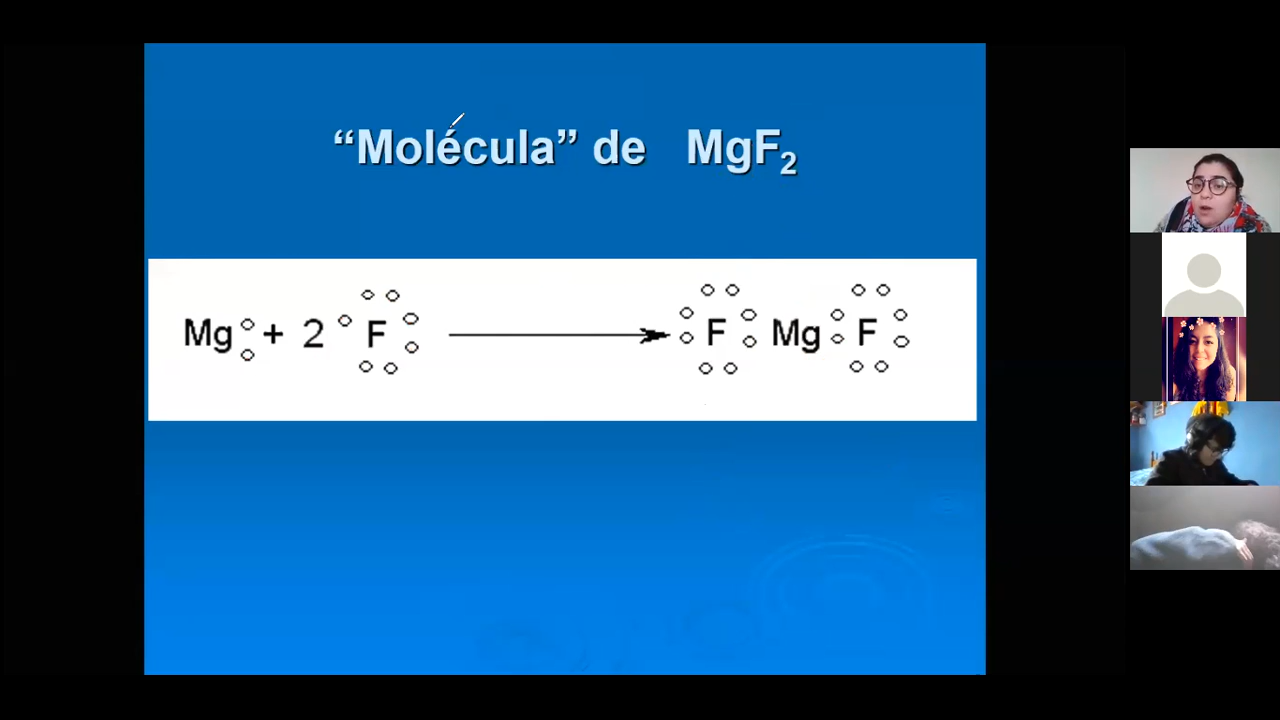 “Molécula” de MgF₂
Mg + 2 F F Mg F